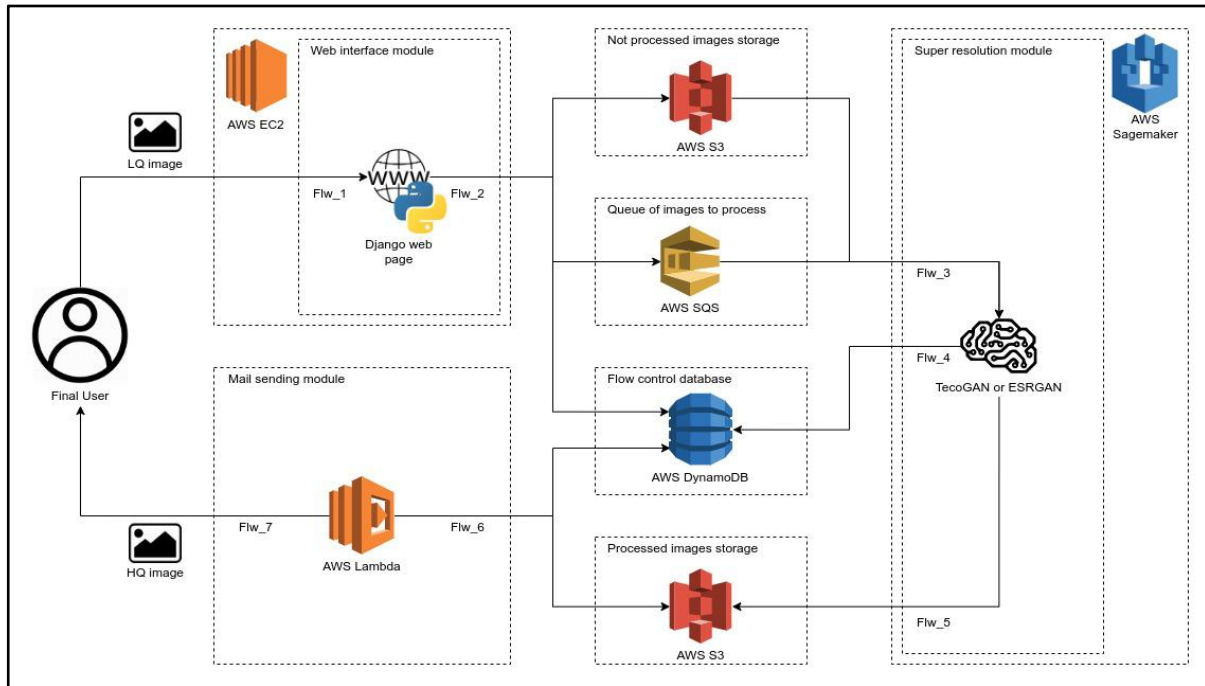 Web interface module
AWS EC2
LQ image
Flw_1
WWW
Flw_2
Django web
page
Not processed images storage
AWS S3
Super resolution module
AWS
Sagemaker
Queue of images to process
AWS SQS
Flw_3
Final User
Mail sending module
Flow control database
AWS DynamoDB
Flw_4
TecoGAN or ESRGAN
Flw_7
AWS Lambda
Flw_6
HQ image
Processed images storage
AWS S3
Flw_5